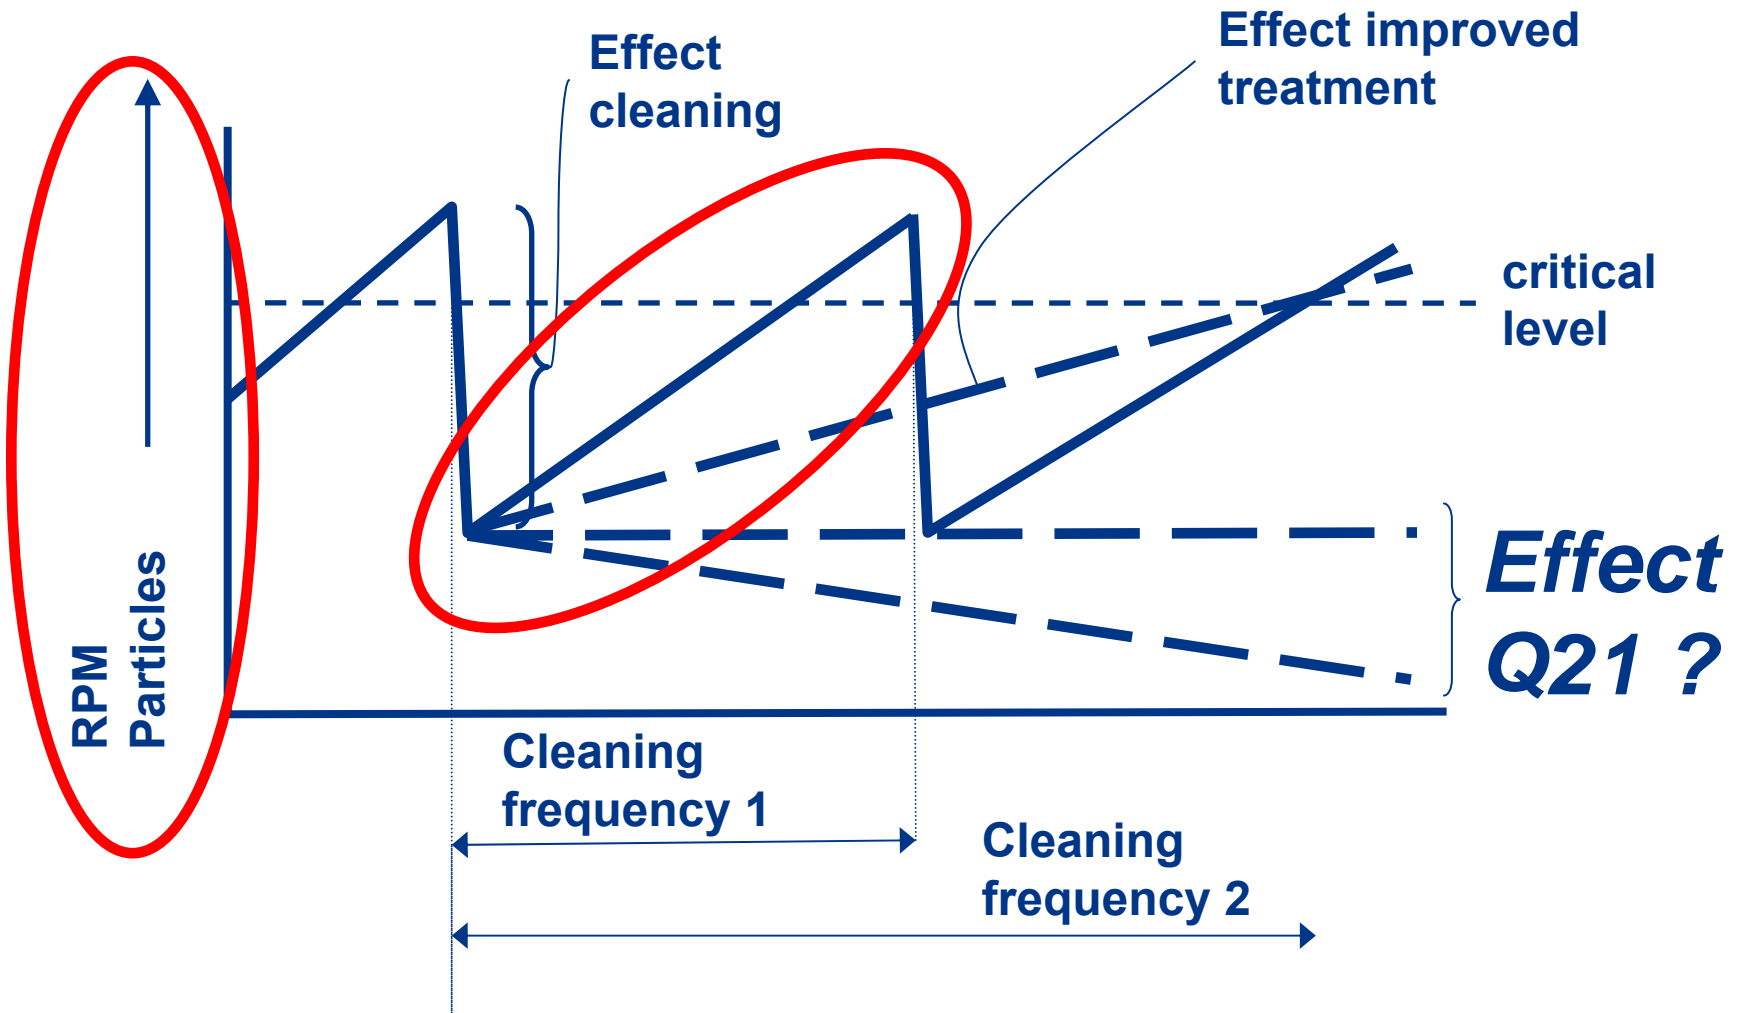 Effect
cleaning
Effect improved
treatment
critical
level
RPM
Particles
Effect
Q21 ?
Cleaning
frequency 1
Cleaning
frequency 2